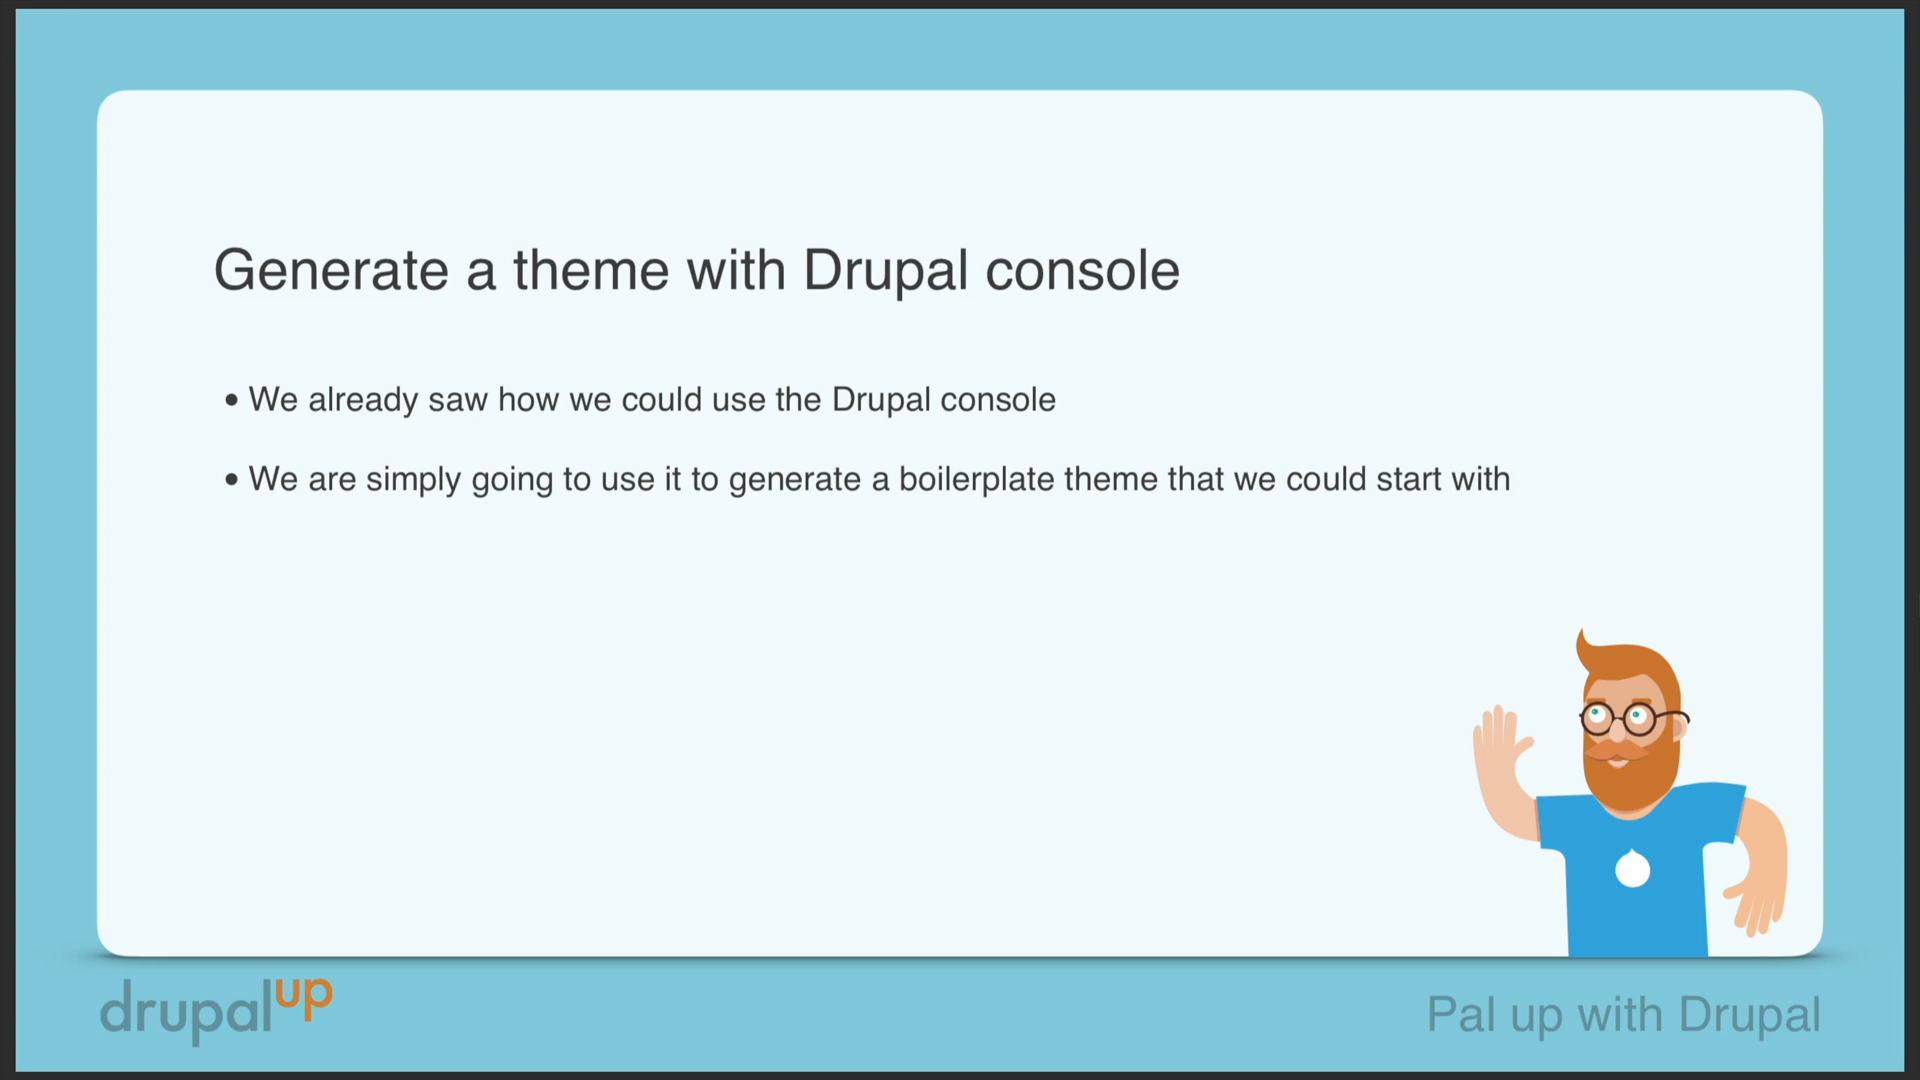 Generate a theme with Drupal console
• We already saw how we could use the Drupal console
• We are simply going to use it to generate a boilerplate theme that we could start with
drupalup
Pal up with Drupal